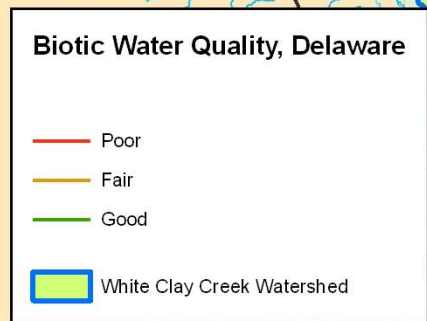 Biotic Water Quality, Delaware
Poor
Fair
Good
White Clay Creek Watershed